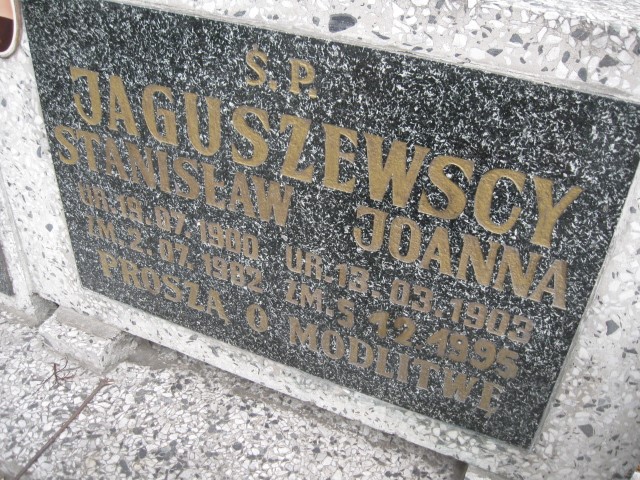 Ś.P.
JAGUSZEWSCY
STANISŁAW JOANNA
UR.19.07.1900 UR.13.03.1903
ZM.2.07.1982 ZM.5.12.1995
PROSZĄ O MODLITWĘ